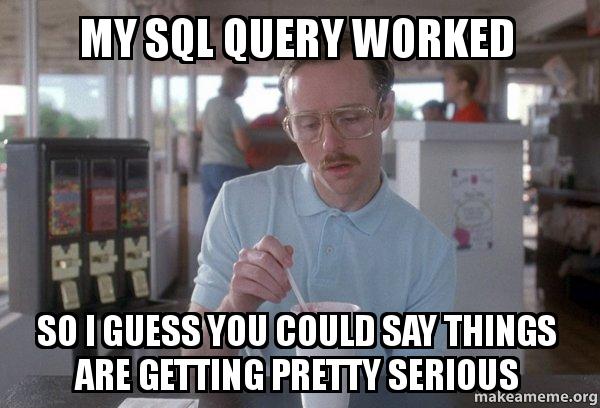 MY SQL QUERY WORKED
SO I GUESS YOU COULD SAY THINGS
ARE GETTING PRETTY SERIOUS
makeameme.org